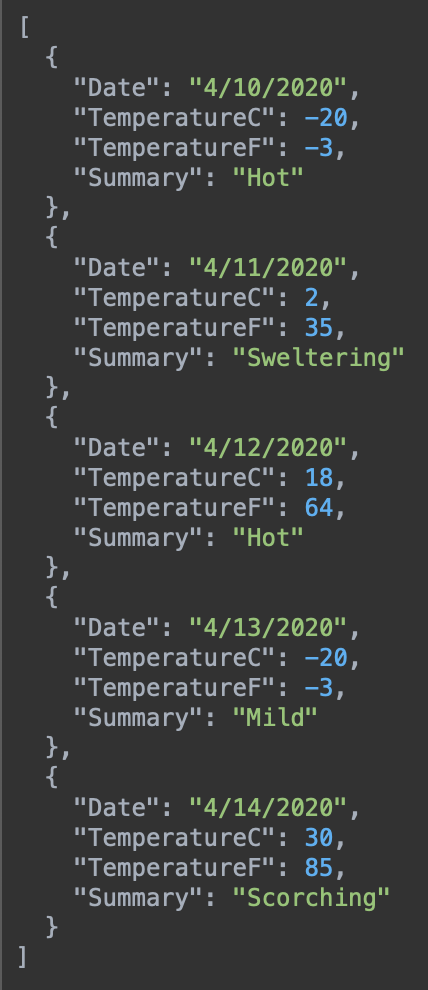 [
  {
    "Date": "4/10/2020",
    "TemperatureC": -20,
    "TemperatureF": -3,
    "Summary": "Hot"
  },
  {
    "Date": "4/11/2020",
    "TemperatureC": 2,
    "TemperatureF": 35,
    "Summary": "Sweltering"
  },
  {
    "Date": "4/12/2020",
    "TemperatureC": 18,
    "TemperatureF": 64,
    "Summary": "Hot"
  },
  {
    "Date": "4/13/2020",
    "TemperatureC": -20,
    "TemperatureF": -3,
    "Summary": "Mild"
  },
  {
    "Date": "4/14/2020",
    "TemperatureC": 30,
    "TemperatureF": 85,
    "Summary": "Scorching"
  }
]